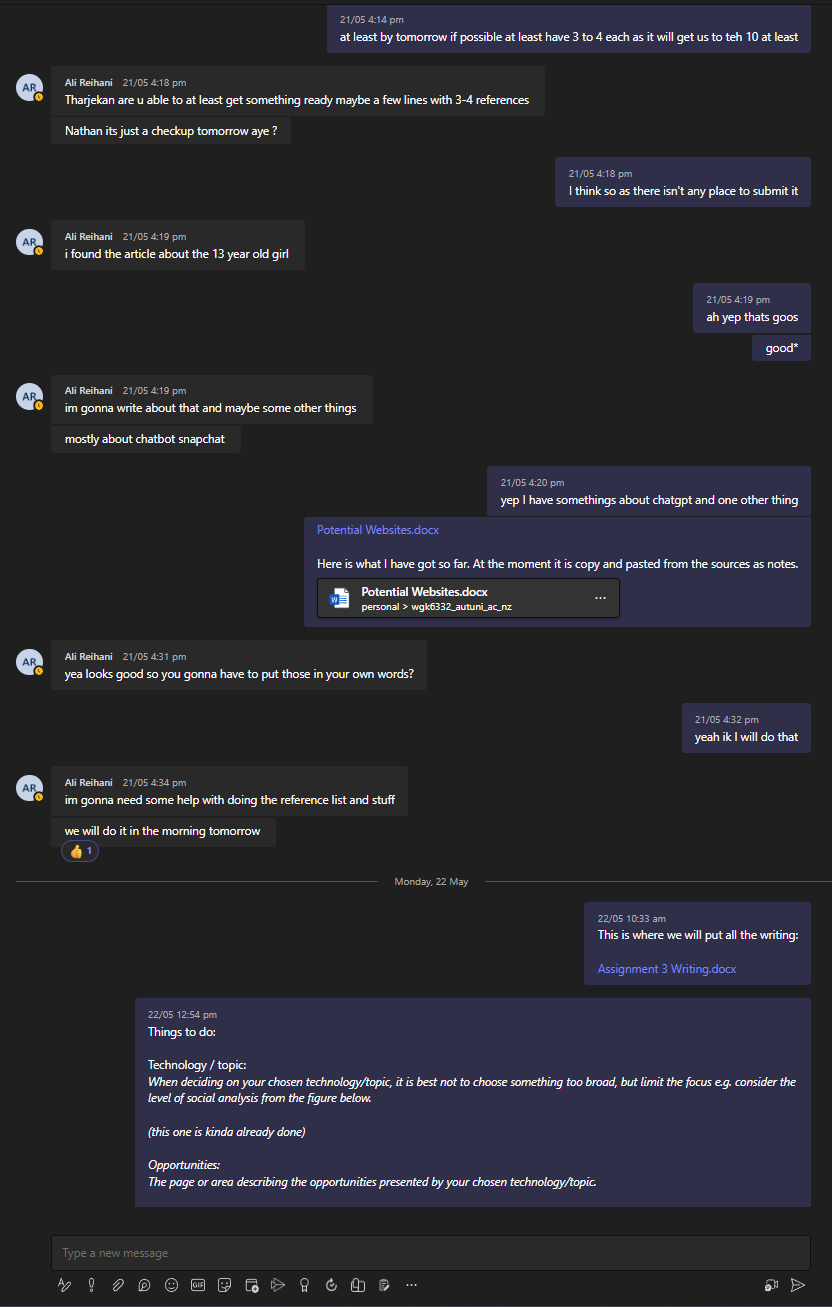 21/05 4:14 pm
at least by tomorrow if possible at least have 3 to 4 each as it will get us to teh 10 at least
AR
Ali Reihani 21/05 4:18 pm
Tharjekan are u able to at least get something ready maybe a few lines with 3-4 references
Nathan its just a checkup tomorrow aye ?
21/05 4:18 pm
I think so as there isn't any place to submit it
AR
Ali Reihani 21/05 4:19 pm
i found the article about the 13 year old girl
21/05 4:19 pm
ah yep thats goos
good*
AR
Ali Reihani 21/05 4:19 pm
im gonna write about that and maybe some other things
mostly about chatbot snapchat
21/05 4:20 pm
yep I have somethings about chatgpt and one other thing
Potential Websites.docx
Here is what I have got so far. At the moment it is copy and pasted from the sources as notes.
Potential Websites.docx
personal > wgk6332_autuni_ac_nz
AR
Ali Reihani 21/05 4:31 pm
yea looks good so you gonna have to put those in your own words?
21/05 4:32 pm
yeah ik I will do that
AR
Ali Reihani 21/05 4:34 pm
im gonna need some help with doing the reference list and stuff
we will do it in the morning tomorrow
👍 1
Monday, 22 May
22/05 10:33 am
This is where we will put all the writing:
Assignment 3 Writing.docx
22/05 12:54 pm
Things to do:
Technology / topic:
When deciding on your chosen technology/topic, it is best not to choose something too broad, but limit the focus e.g. consider the
level of social analysis from the figure below.
(this one is kinda already done)
Opportunities:
The page or area describing the opportunities presented by your chosen technology/topic.
Type a new message
GIF